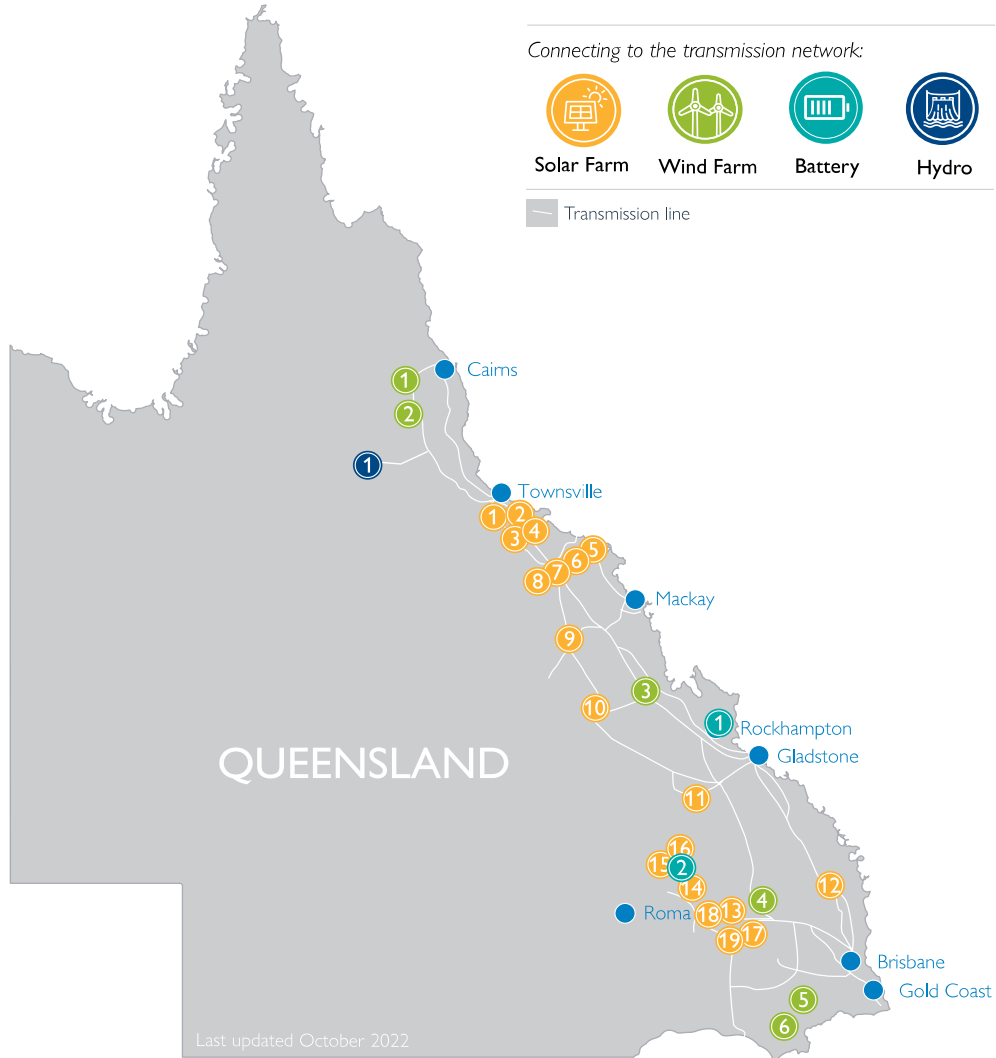 Connecting to the transmission network:
Solar Farm
Wind Farm
Battery
Hydro
Transmission line
Cairns
1
2
1
Townsville
1
2
3
4
5
6
7
8
Mackay
9
3
10
1
Rockhampton
Gladstone
QUEENSLAND
11
16
15
2
14
12
4
Roma
18
13
17
19
Brisbane
Gold Coast
5
6
Last updated October 2022